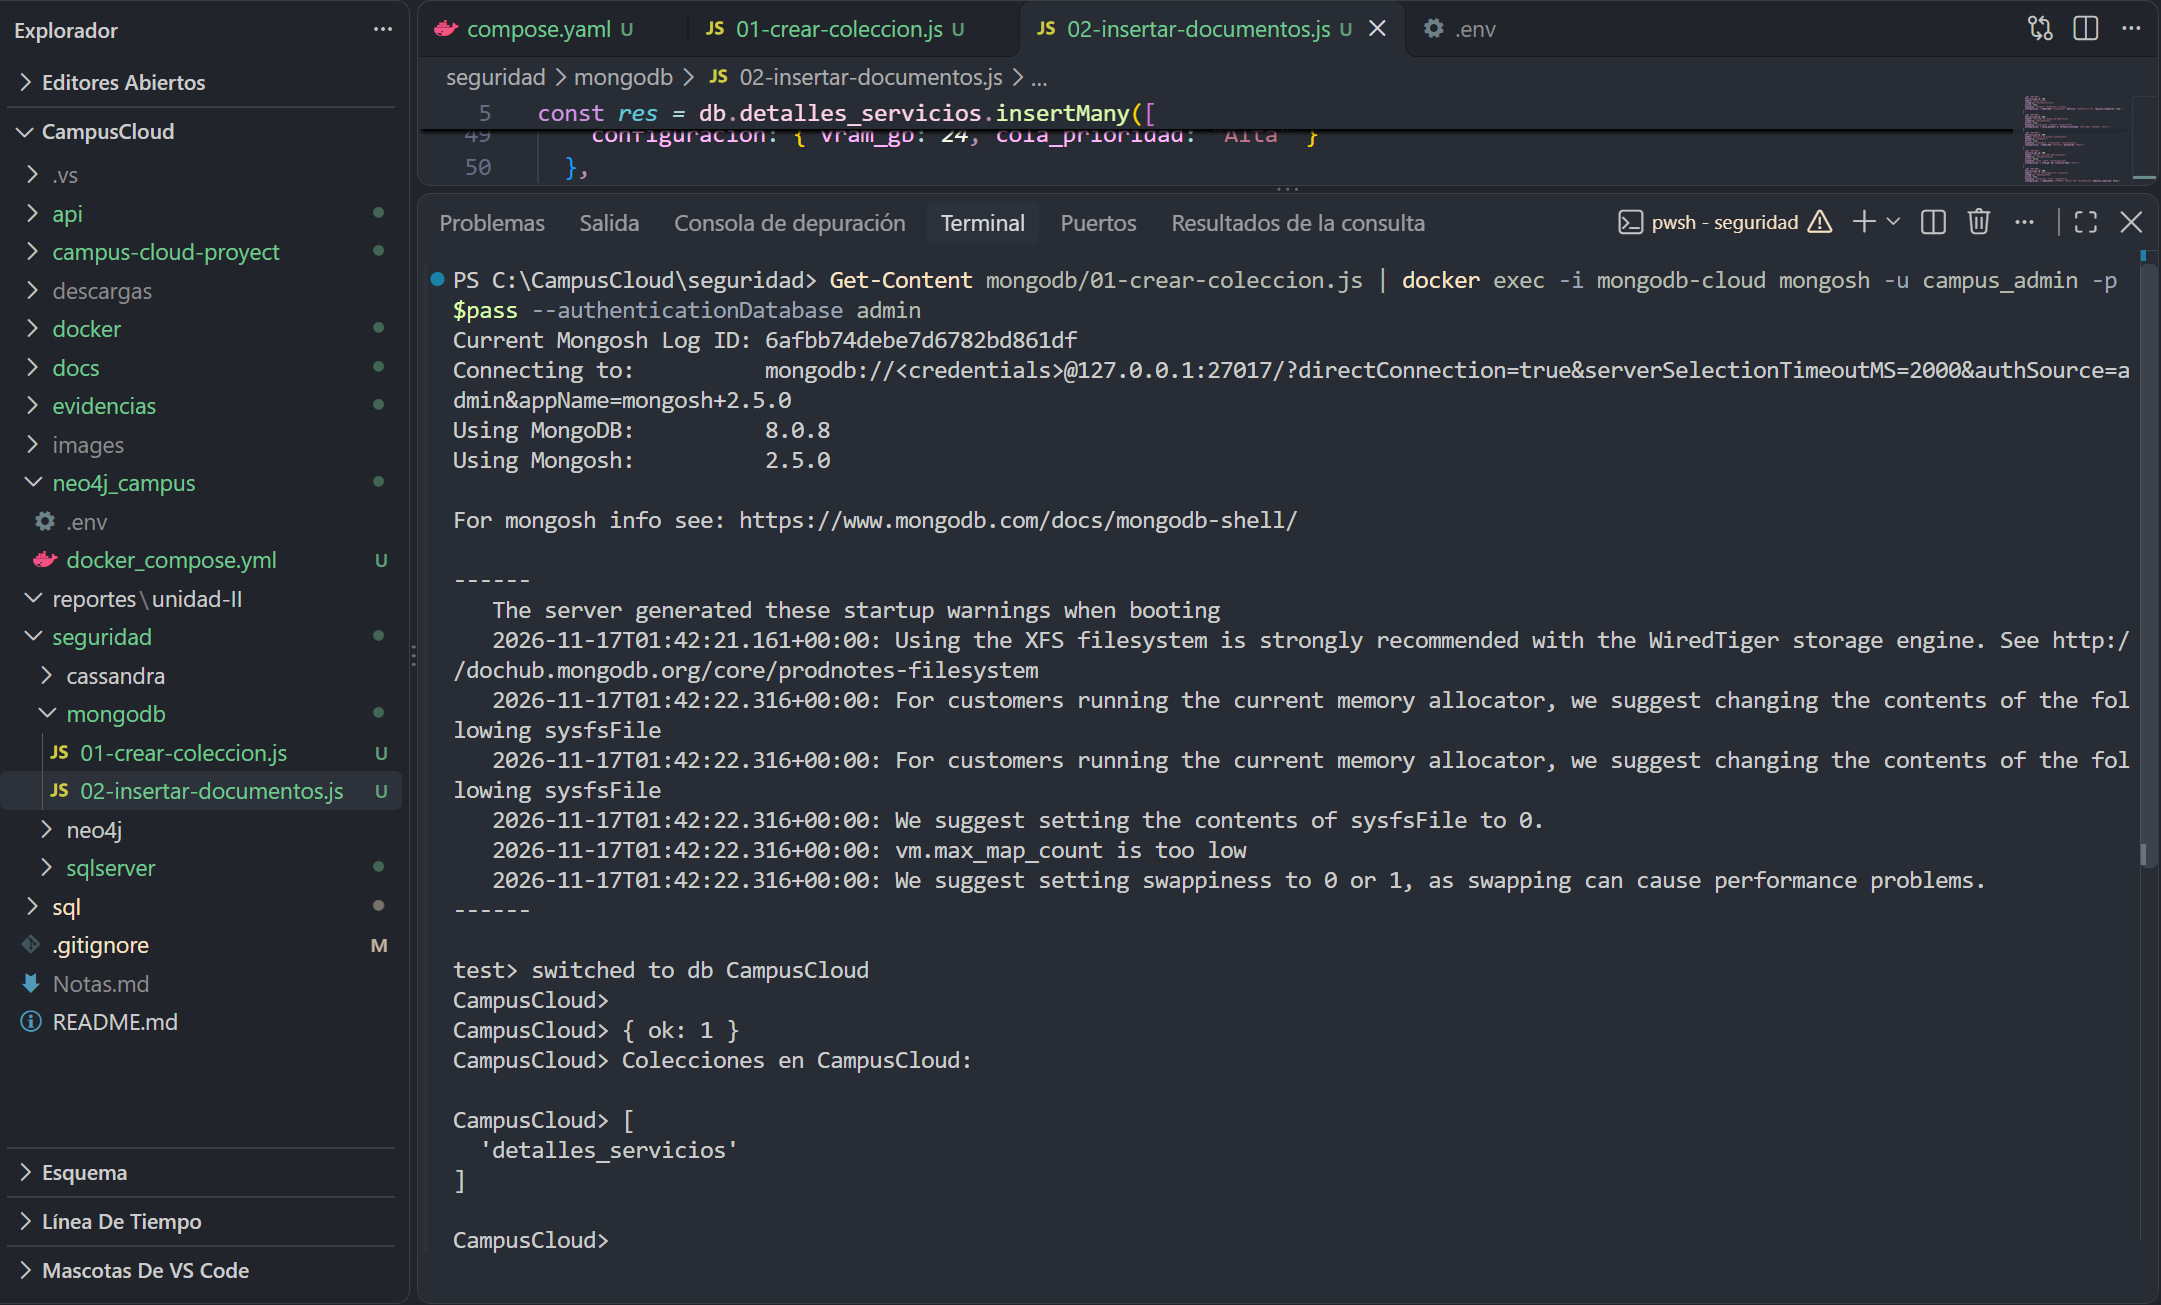 Explorador ...
Editores Abiertos
CampusCloud
.vs
api
campus-cloud-proyect
descargas
docker
docs
evidencias
images
neo4j_campus
.env
docker_compose.yml U
reportes\unidad-II
seguridad
cassandra
mongodb
JS 01-crear-coleccion.js U
JS 02-insertar-documentos.js U
neo4j
sqlserver
sql
.gitignore M
Notas.md
README.md
Esquema
Línea De Tiempo
Mascotas De VS Code
compose.yaml U JS 01-crear-coleccion.js U JS 02-insertar-documentos.js U .env
seguridad > mongodb > JS 02-insertar-documentos.js > ...
5 const res = db.detalles_servicios.insertMany([
49 configuracion: { vram_gb: 24, cola_prioridad: "Alta" }
50 },
Problemas Salida Consola de depuración Terminal Puertos Resultados de la consulta pwsh - seguridad
PS C:\CampusCloud\seguridad> Get-Content mongodb/01-crear-coleccion.js | docker exec -i mongodb-cloud mongosh -u campus_admin -p
$pass --authenticationDatabase admin
Current Mongosh Log ID: 6afbb74debe7d6782bd861df
Connecting to: mongodb://<credentials>@127.0.0.1:27017/?directConnection=true&serverSelectionTimeoutMS=2000&authSource=a
dmin&appName=mongosh+2.5.0
Using MongoDB: 8.0.8
Using Mongosh: 2.5.0
For mongosh info see: https://www.mongodb.com/docs/mongodb-shell/
------
The server generated these startup warnings when booting
2026-11-17T01:42:21.161+00:00: Using the XFS filesystem is strongly recommended with the WiredTiger storage engine. See http:/
/dochub.mongodb.org/core/prodnotes-filesystem
2026-11-17T01:42:22.316+00:00: For customers running the current memory allocator, we suggest changing the contents of the fol
lowing sysfsFile
2026-11-17T01:42:22.316+00:00: For customers running the current memory allocator, we suggest changing the contents of the fol
lowing sysfsFile
2026-11-17T01:42:22.316+00:00: We suggest setting the contents of sysfsFile to 0.
2026-11-17T01:42:22.316+00:00: vm.max_map_count is too low
2026-11-17T01:42:22.316+00:00: We suggest setting swappiness to 0 or 1, as swapping can cause performance problems.
------
test> switched to db CampusCloud
CampusCloud>
CampusCloud> { ok: 1 }
CampusCloud> Colecciones en CampusCloud:
CampusCloud> [
'detalles_servicios'
]
CampusCloud>